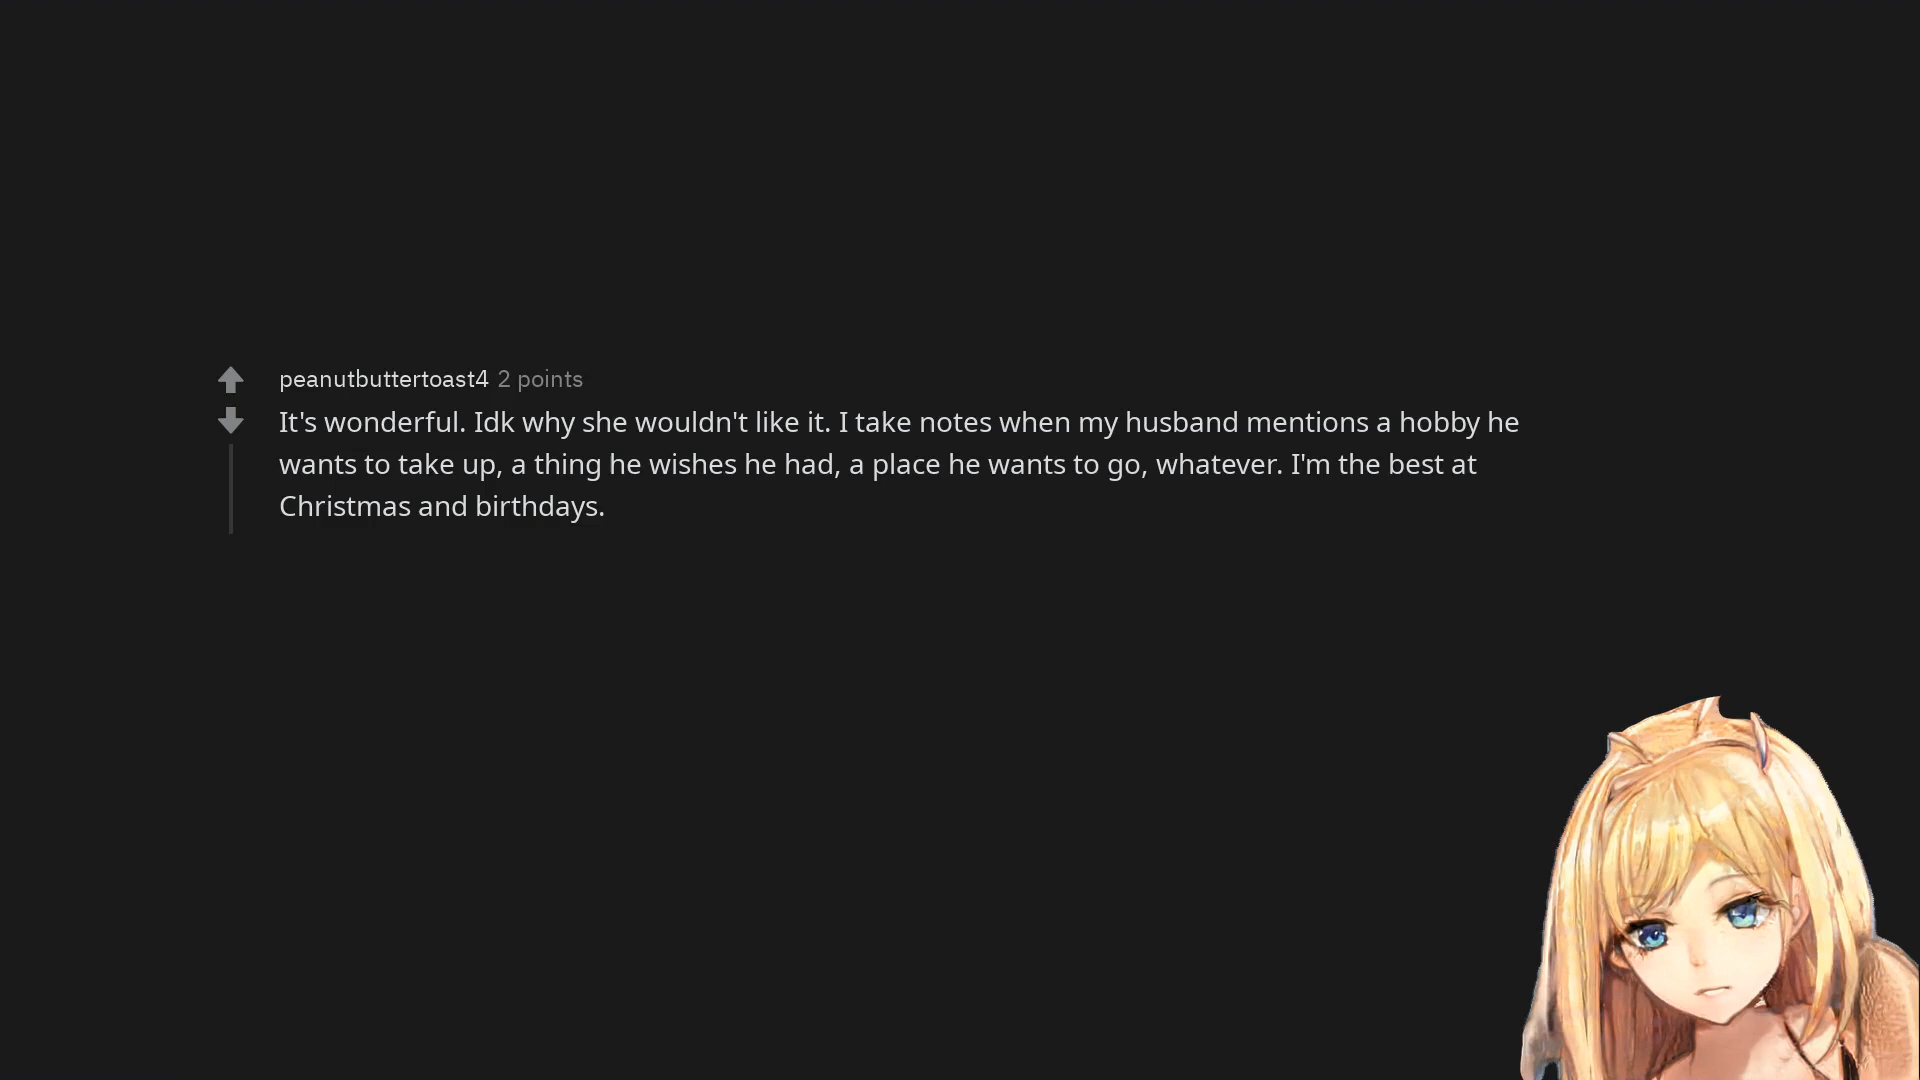 peanutbuttertoast4 2 points
It's wonderful. Idk why she wouldn't like it. I take notes when my husband mentions a hobby he
wants to take up, a thing he wishes he had, a place he wants to go, whatever. I'm the best at
Christmas and birthdays.